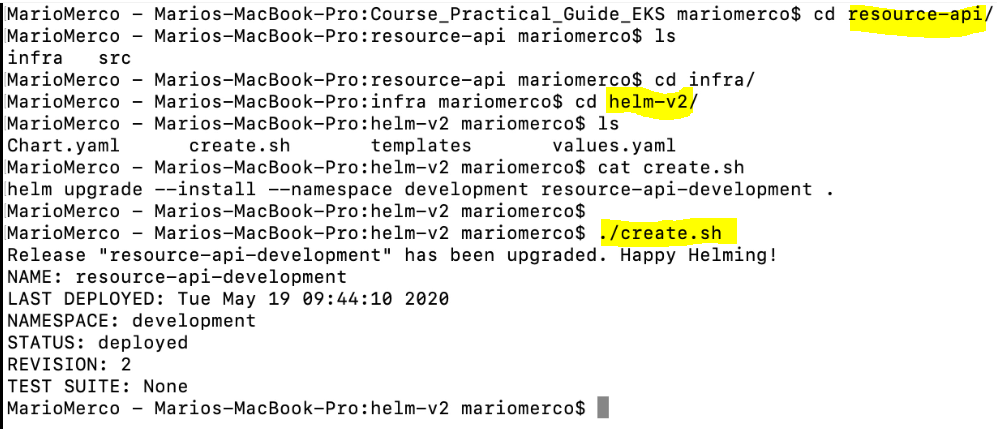 MarioMerco – Marios-MacBook-Pro:Course_Practical_Guide_EKS mariomerco$ cd resource-api/
MarioMerco – Marios-MacBook-Pro:resource-api mariomerco$ ls
infra   src
MarioMerco – Marios-MacBook-Pro:resource-api mariomerco$ cd infra/
MarioMerco – Marios-MacBook-Pro:infra mariomerco$ cd helm-v2/
MarioMerco – Marios-MacBook-Pro:helm-v2 mariomerco$ ls
Chart.yaml      create.sh       templates       values.yaml
MarioMerco – Marios-MacBook-Pro:helm-v2 mariomerco$ cat create.sh
helm upgrade --install --namespace development resource-api-development .
MarioMerco – Marios-MacBook-Pro:helm-v2 mariomerco$
MarioMerco – Marios-MacBook-Pro:helm-v2 mariomerco$ ./create.sh
Release "resource-api-development" has been upgraded. Happy Helming!
NAME: resource-api-development
LAST DEPLOYED: Tue May 19 09:44:10 2020
NAMESPACE: development
STATUS: deployed
REVISION: 2
TEST SUITE: None
MarioMerco – Marios-MacBook-Pro:helm-v2 mariomerco$